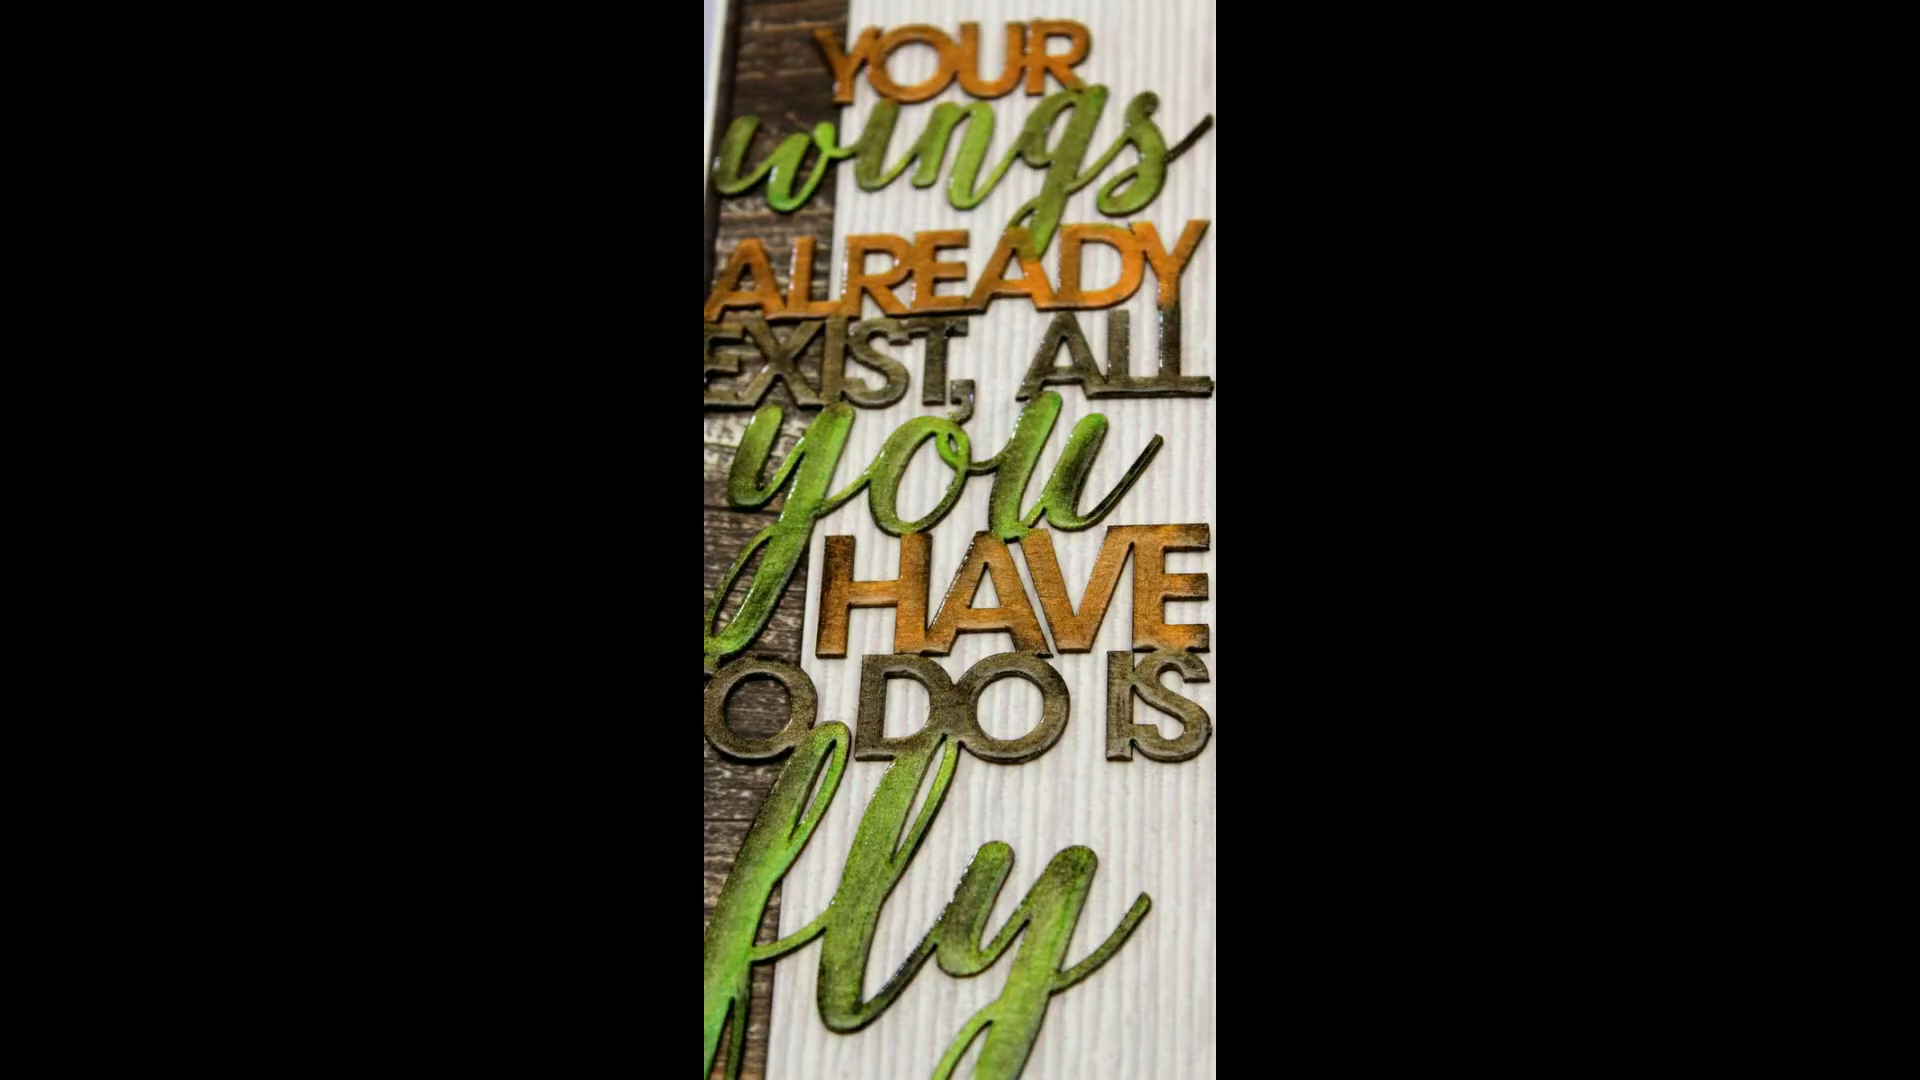 YOUR
wings
ALREADY
EXIST, ALL
you
HAVE
O DO IS
fly